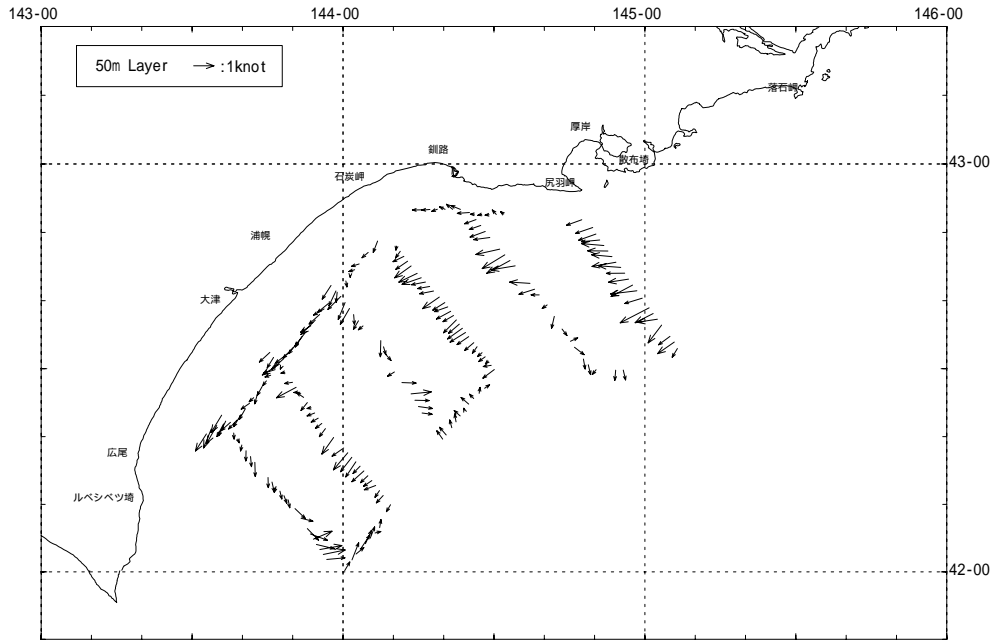 143-00 144-00 145-00 146-00
50m Layer :1knot
落石岬
厚岸
釧路
散布埼
43-00
石炭岬
尻羽岬
浦幌
大津
広尾
ルベシベツ埼
42-00